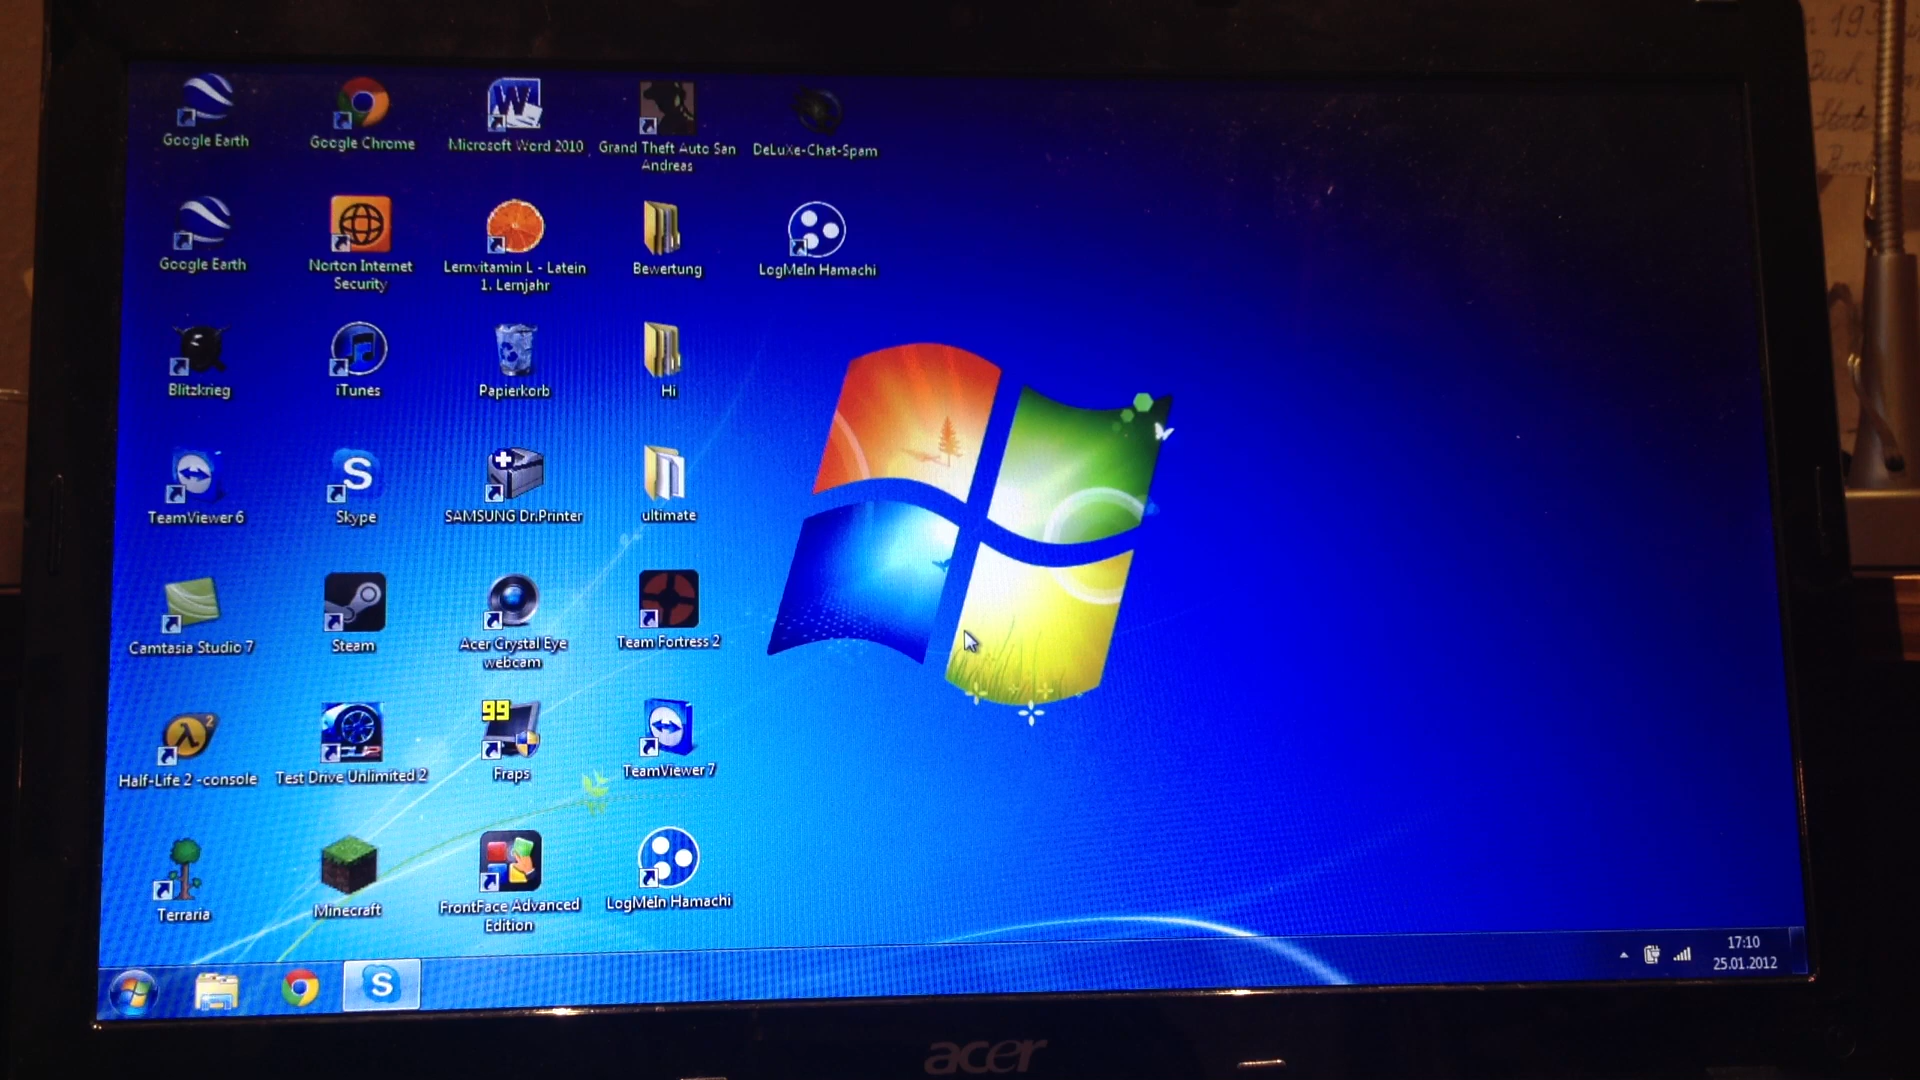 Google Earth
Google Chrome
Microsoft Word 2010
Grand Theft Auto San
Andreas
DeLuXe-Chat-Spam
Google Earth
Norton Internet
Security
Lernvitamin L - Latein
1. Lernjahr
Bewertung
LogMeIn Hamachi
Blitzkrieg
iTunes
Papierkorb
Hi
TeamViewer 6
Skype
SAMSUNG Dr.Printer
ultimate
Camtasia Studio 7
Steam
Acer Crystal Eye
webcam
Team Fortress 2
Half-Life 2 -console
Test Drive Unlimited 2
99
Fraps
TeamViewer 7
Terraria
Minecraft
FrontFace Advanced
Edition
LogMeIn Hamachi
17:10
25.01.2012
acer
Buch